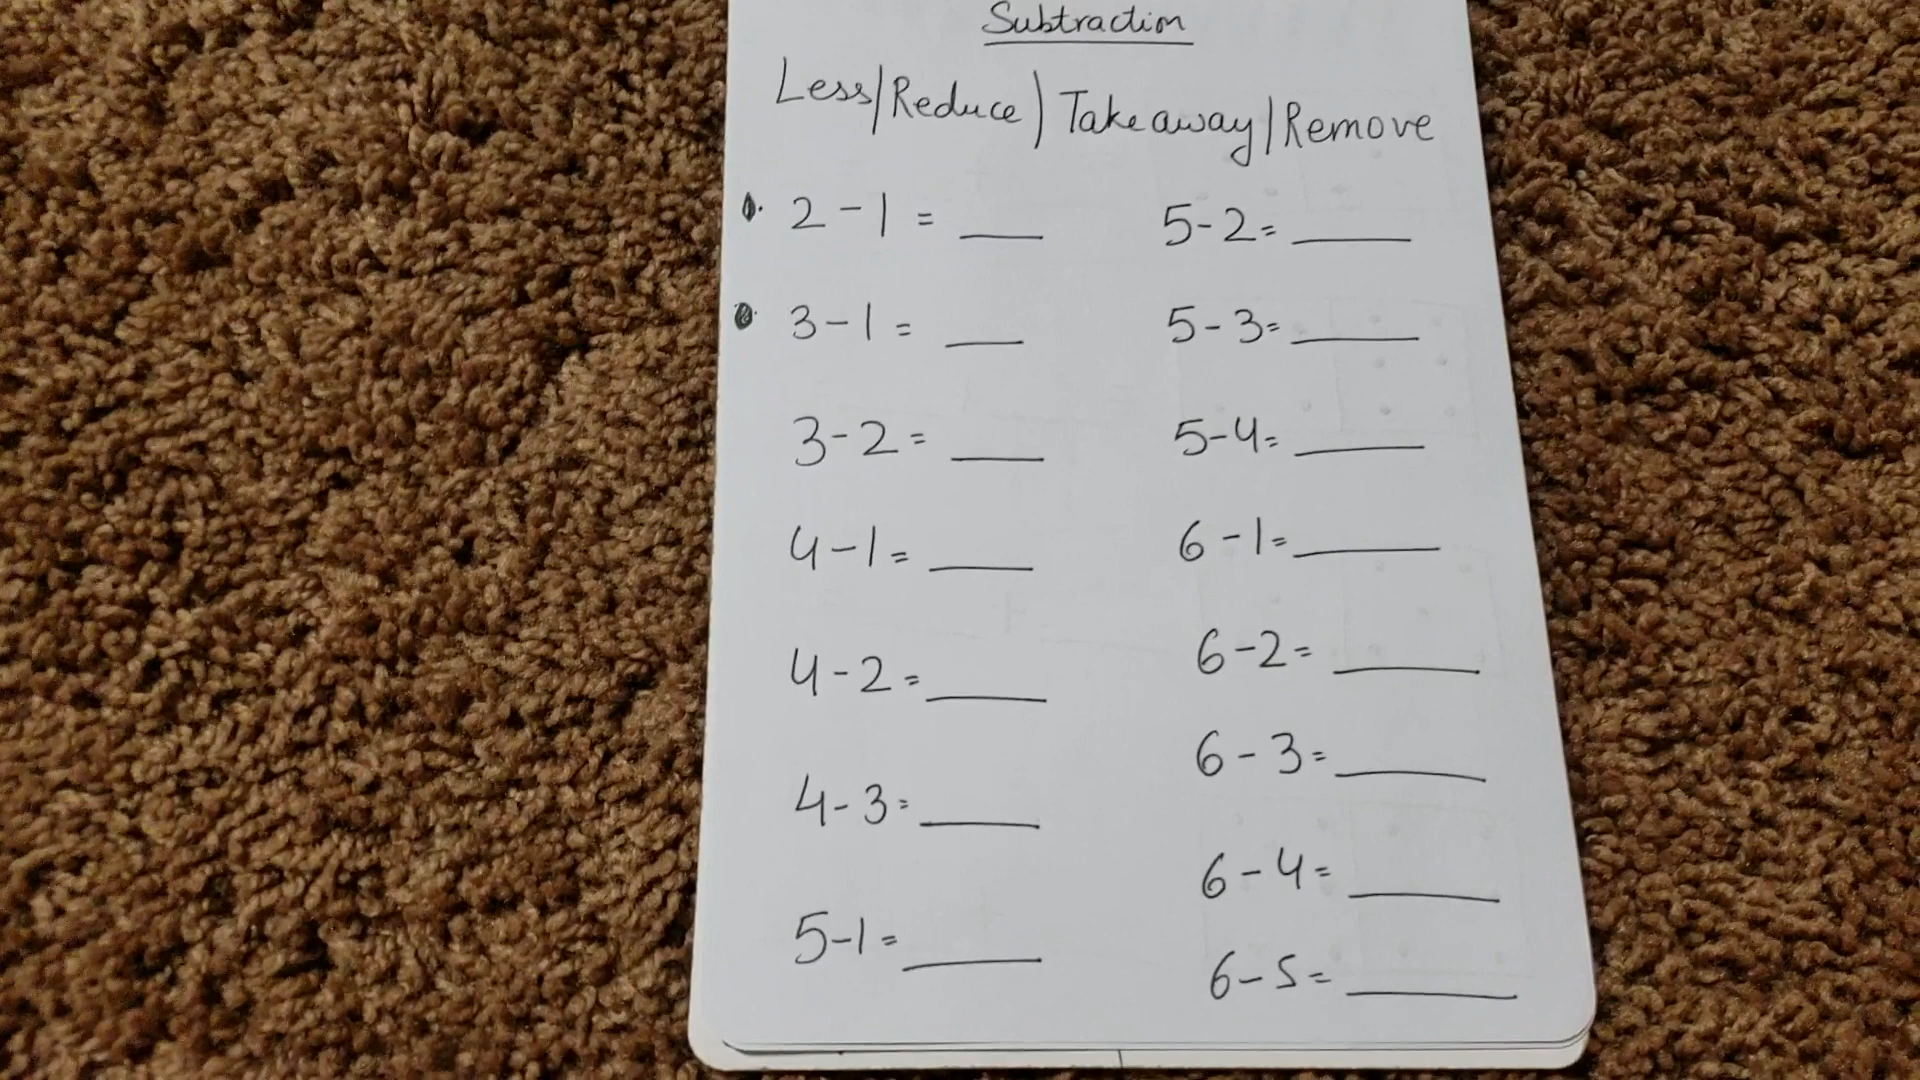 Subtraction
Less/Reduce/Take away/Remove
2-1= ___ 5-2= ___
3-1= ___ 5-3= ___
3-2= ___ 5-4= ___
4-1= ___ 6-1= ___
4-2= ___ 6-2= ___
4-3= ___ 6-3= ___
5-1= ___ 6-4= ___
6-5= ___